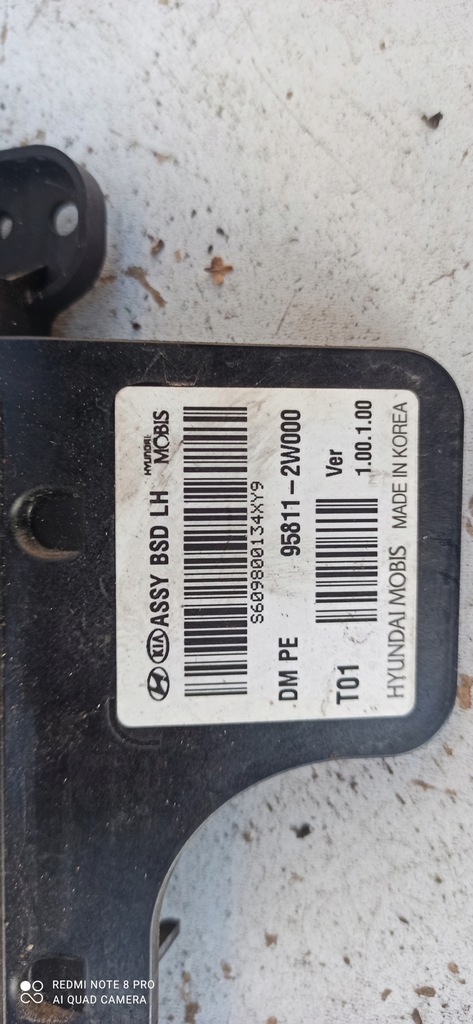 KIA ASSY BSD LH HYUNDAI MOBIS
S609800134XY9
DM PE 95811-2W000
T01 Ver 1.00.1.00
HYUNDAI MOBIS MADE IN KOREA
REDMI NOTE 8 PRO
AI QUAD CAMERA